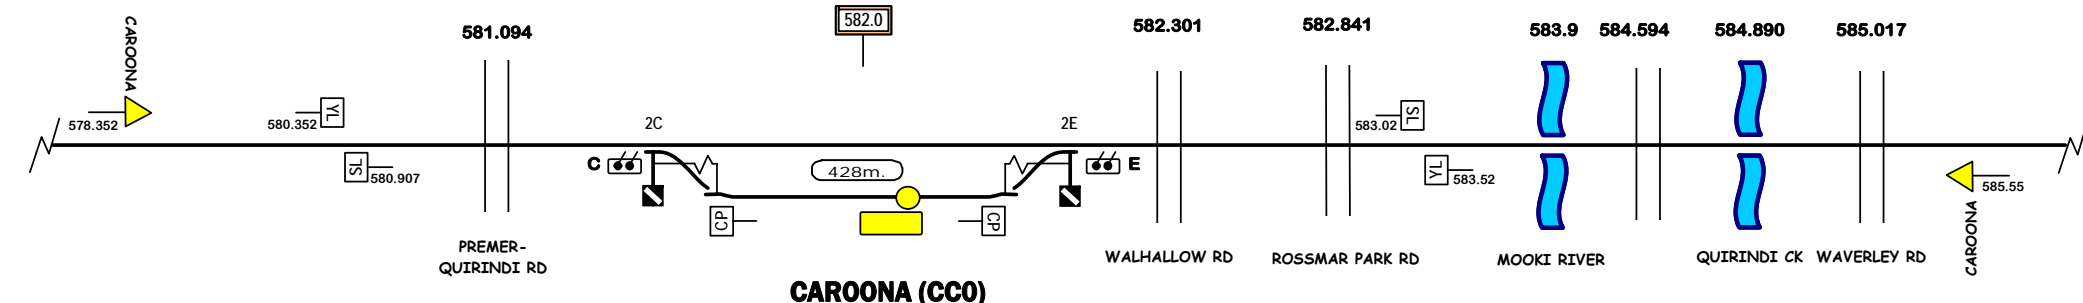 CAROONA
578.352
580.352
YL
SL
580.907
581.094
PREMER-
QUIRINDI RD
582.0
2C
C
428m.
CP
CP
2E
E
CAROONA (CC0)
582.301
WALHALLOW RD
582.841
ROSSMAR PARK RD
583.02
SL
YL
583.52
583.9
MOOKI RIVER
584.594
584.890
QUIRINDI CK
585.017
WAVERLEY RD
585.55
CAROONA